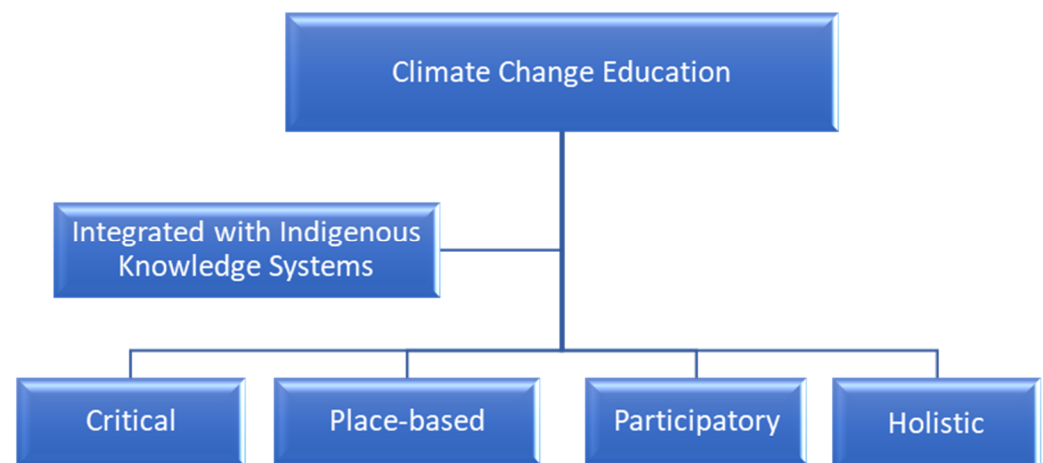 Climate Change Education
Integrated with Indigenous
Knowledge Systems
Critical
Place-based
Participatory
Holistic